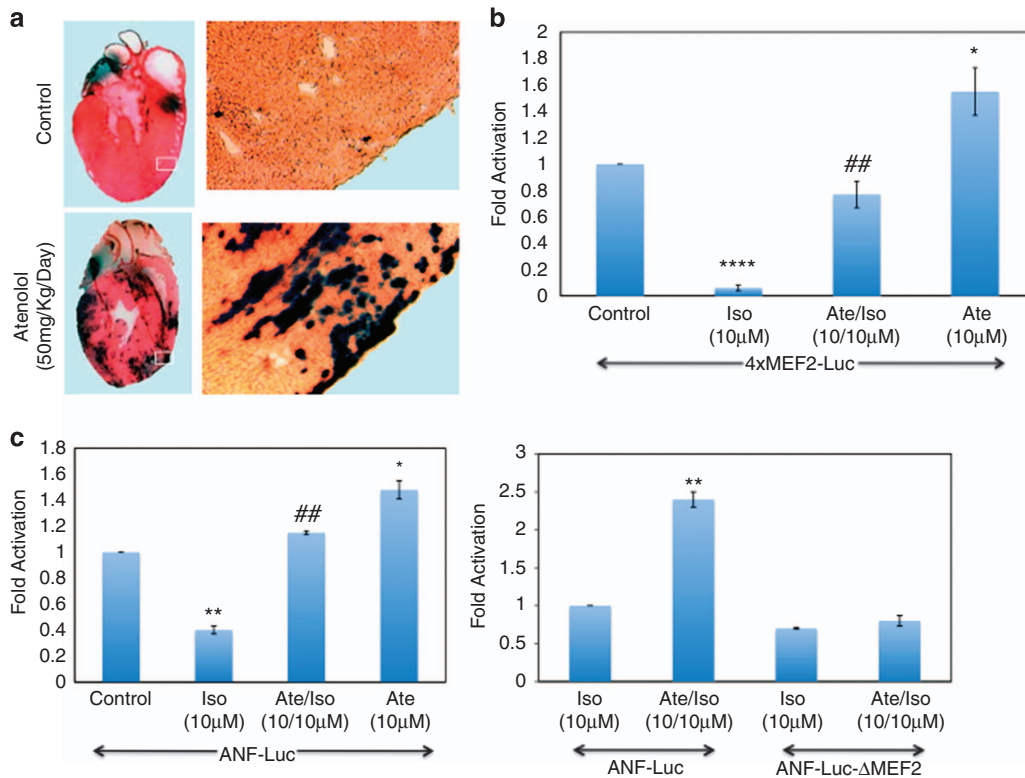 a
Control
Atenolol
(50mg/Kg/Day)
b
Fold Activation
2
1.8
1.6
1.4
1.2
1
0.8
0.6
0.4
0.2
0
****
##
*
Control
Iso
(10μM)
Ate/Iso
(10/10μM)
Ate
(10μM)
4xMEF2-Luc
c
Fold Activation
1.8
1.6
1.4
1.2
1
0.8
0.6
0.4
0.2
0
**
##
*
Control
Iso
(10μM)
Ate/Iso
(10/10μM)
Ate
(10μM)
ANF-Luc
Fold Activation
3
2.5
2
1.5
1
0.5
0
**
Iso
(10μM)
Ate/Iso
(10/10μM)
Iso
(10μM)
Ate/Iso
(10/10μM)
ANF-Luc
ANF-Luc-ΔMEF2